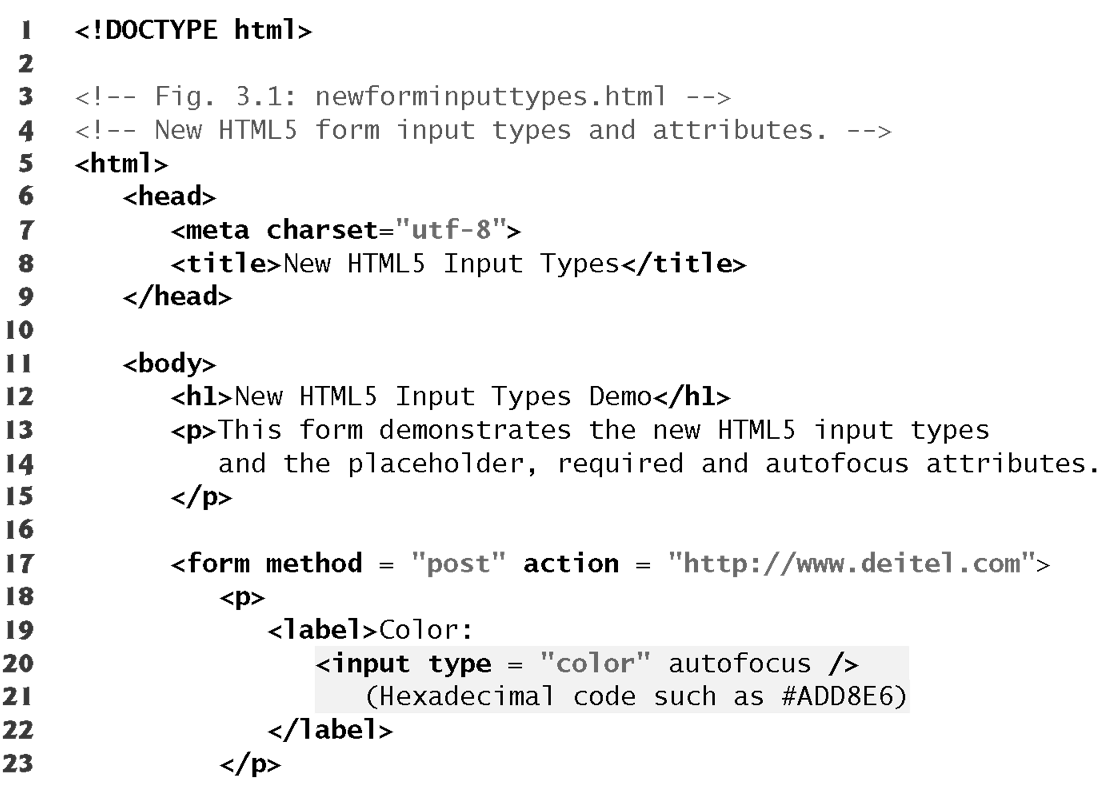 1 <!DOCTYPE html>
2
3 <!-- Fig. 3.1: newforminputtypes.html -->
4 <!-- New HTML5 form input types and attributes. -->
5 <html>
6 <head>
7 <meta charset="utf-8">
8 <title>New HTML5 Input Types</title>
9 </head>
10
11 <body>
12 <h1>New HTML5 Input Types Demo</h1>
13 <p>This form demonstrates the new HTML5 input types
14 and the placeholder, required and autofocus attributes.
15 </p>
16
17 <form method = "post" action = "http://www.deitel.com">
18 <p>
19 <label>Color:
20 <input type = "color" autofocus />
21 (Hexadecimal code such as #ADD8E6)
22 </label>
23 </p>